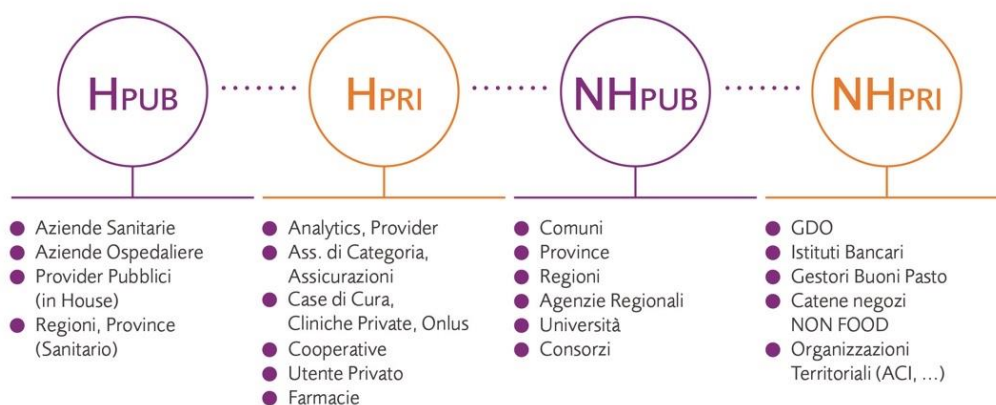 HPUB
HPRI
NHPUB
NHPRI
Aziende Sanitarie
Aziende Ospedaliere
Provider Pubblici
(in House)
Regioni, Province
(Sanitario)
Analytics, Provider
Ass. di Categoria,
Assicurazioni
Case di Cura,
Cliniche Private, Onlus
Cooperative
Utente Privato
Farmacie
Comuni
Province
Regioni
Agenzie Regionali
Università
Consorzi
GDO
Istituti Bancari
Gestori Buoni Pasto
Catene negozi
NON FOOD
Organizzazioni
Territoriali (ACI, ...)